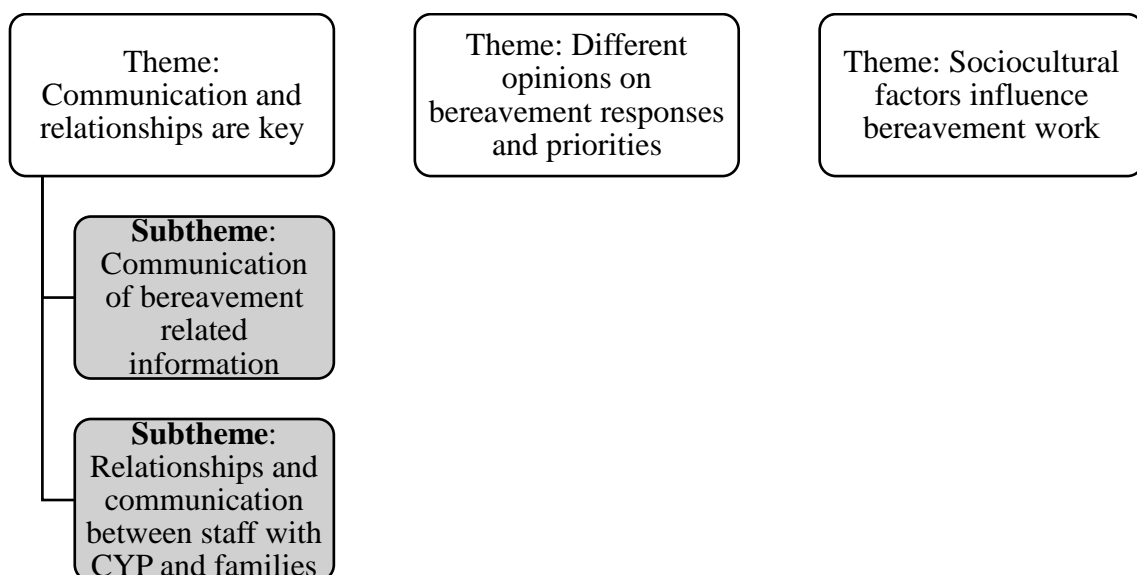 Theme:
Communication and
relationships are key
Theme: Different
opinions on
bereavement responses
and priorities
Theme: Sociocultural
factors influence
bereavement work
Subtheme:
Communication
of bereavement
related
information
Subtheme:
Relationships and
communication
between staff with
CYP and families